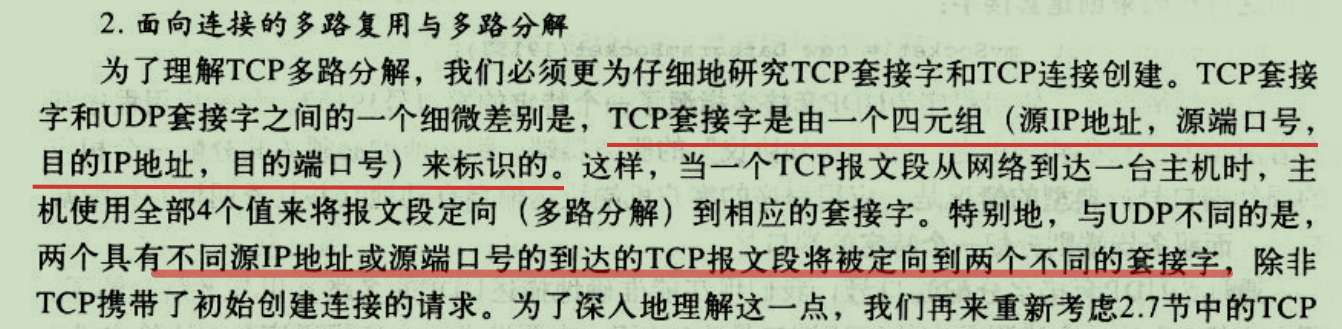 2. 面向连接的多路复用与多路分解
为了理解TCP多路分解，我们必须更为仔细地研究TCP套接字和TCP连接创建。TCP套接
字和UDP套接字之间的一个细微差别是，TCP套接字是由一个四元组（源IP地址，源端口号，
目的IP地址，目的端口号）来标识的。这样，当一个TCP报文段从网络到达一台主机时，主
机使用全部4个值来将报文段定向（多路分解）到相应的套接字。特别地，与UDP不同的是，
两个具有不同源IP地址或源端口号的到达的TCP报文段将被定向到两个不同的套接字，除非
TCP携带了初始创建连接的请求。为了深入地理解这一点，我们再来重新考虑2.7节中的TCP